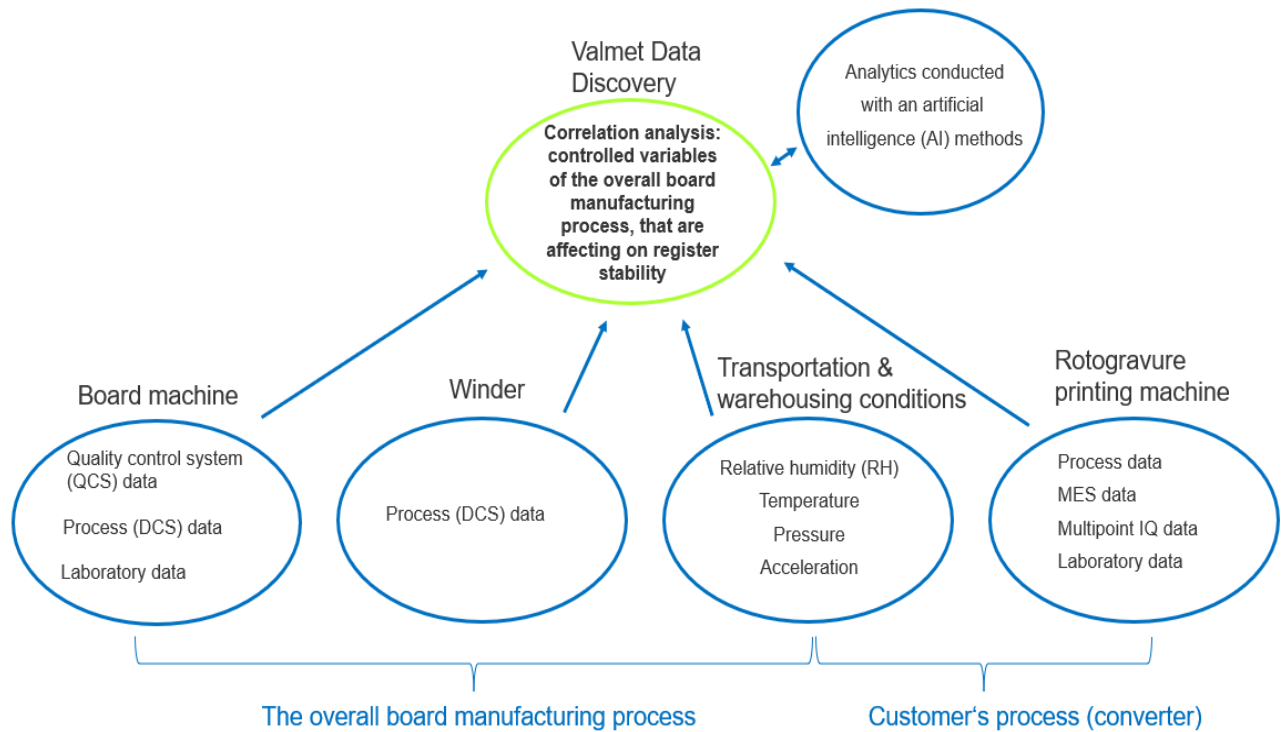 Valmet Data
Discovery
Correlation analysis:
controlled variables
of the overall board
manufacturing
process, that are
affecting on register
stability
Analytics conducted
with an artificial
intelligence (AI) methods
Board machine
Quality control system
(QCS) data
Process (DCS) data
Laboratory data
Winder
Process (DCS) data
Transportation &
warehousing conditions
Relative humidity (RH)
Temperature
Pressure
Acceleration
Rotogravure
printing machine
Process data
MES data
Multipoint IQ data
Laboratory data
The overall board manufacturing process
Customer‘s process (converter)